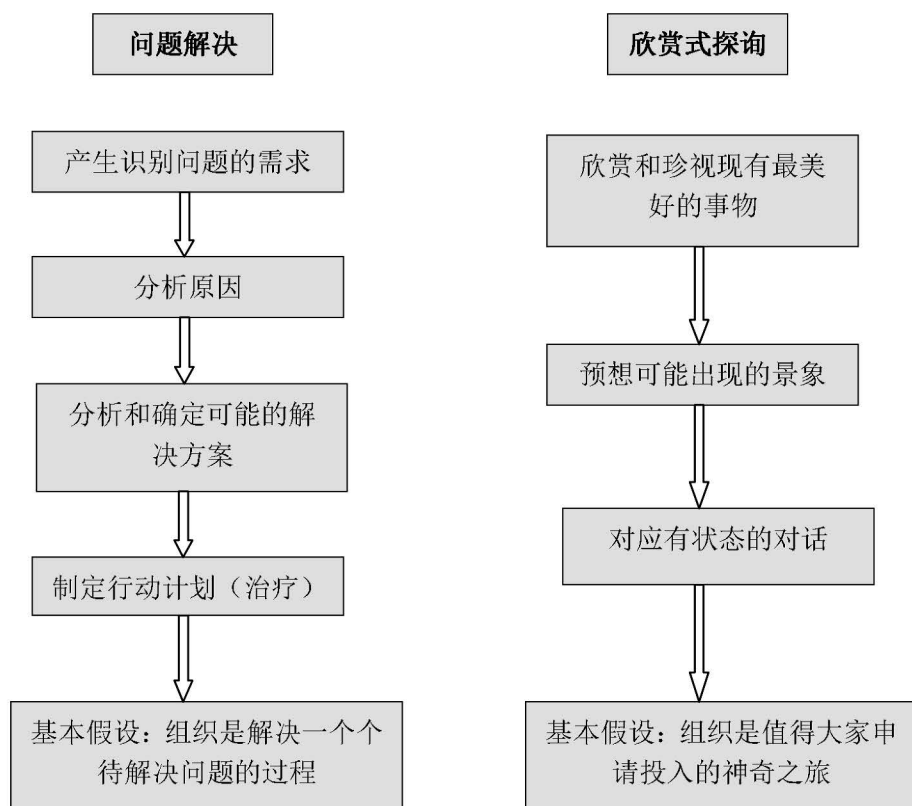 问题解决
产生识别问题的需求
分析原因
分析和确定可能的解
决方案
制定行动计划（治疗）
基本假设：组织是解决一个个
待解决问题的过程
欣赏式探询
欣赏和珍视现有最美
好的事物
预想可能出现的景象
对应有状态的对话
基本假设：组织是值得大家申
请投入的神奇之旅